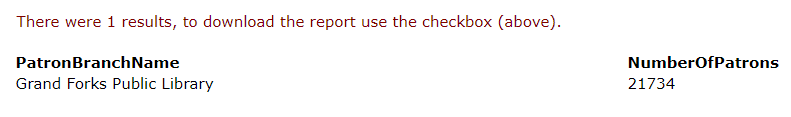 There were 1 results, to download the report use the checkbox (above).
PatronBranchName NumberOfPatrons
Grand Forks Public Library 21734